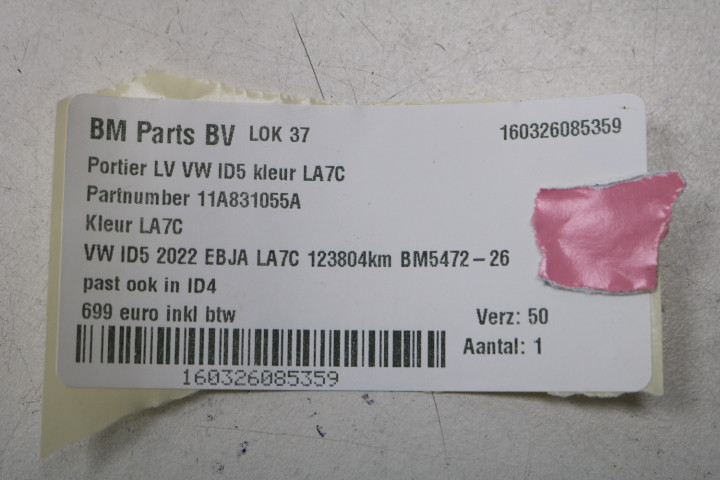 BM Parts BV LOK 37 160326085359
Portier LV VW ID5 kleur LA7C
Partnumber 11A831055A
Kleur LA7C
VW ID5 2022 EBJA LA7C 123804km BM5472-26
past ook in ID4
699 euro inkl btw Verz: 50
Aantal: 1
160326085359